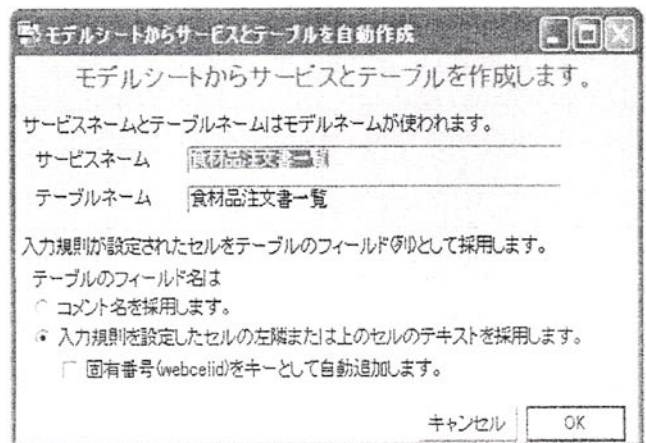 モデルシートからサービスとテーブルを自動作成
モデルシートからサービスとテーブルを作成します。
サービスネームとテーブルネームはモデルネームが使われます。
サービスネーム 食材品注文書一覧
テーブルネーム 食材品注文書一覧
入力規則が設定されたセルをテーブルのフィールド(列)として採用します。
テーブルのフィールド名は
コメント名を採用します。
入力規則を設定したセルの左隣または上のセルのテキストを採用します。
固有番号(webcellid)をキーとして自動追加します。
キャンセル OK